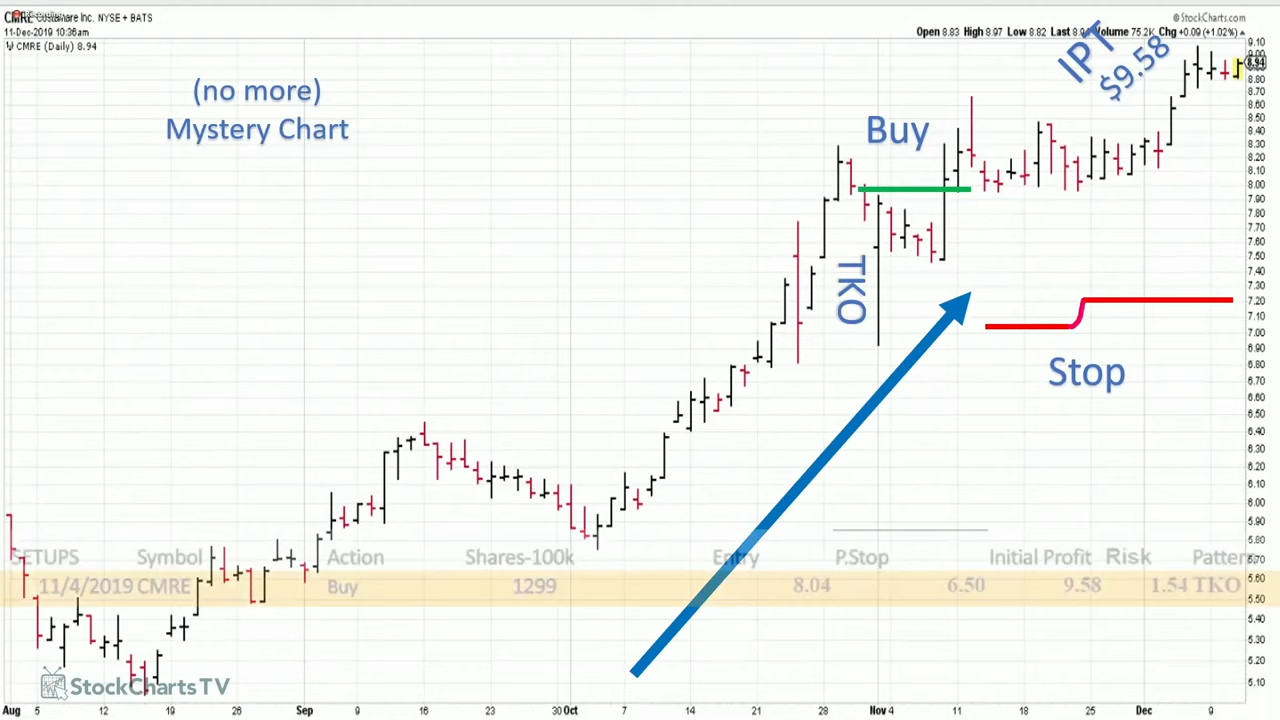 CMRE Costamare Inc. NYSE + BATS
© StockCharts.com
11-Dec-2019 10:36am
Open 8.83 High 8.97 Low 8.82 Last 8.94 Volume 75.2K Chg +0.09 (+1.02%)
CMRE (Daily) 8.94
(no more)
Mystery Chart
Buy
IPT
$9.58
TKO
Stop
9.10
9.00
8.94
8.80
8.70
8.60
8.50
8.40
8.30
8.20
8.10
8.00
7.90
7.80
7.70
7.60
7.50
7.40
7.30
7.20
7.10
7.00
6.90
6.80
6.70
6.60
6.50
6.40
6.30
6.20
6.10
6.00
5.90
5.80
5.70
5.60
5.50
5.40
5.30
5.20
5.10
SETUPS Symbol Action Shares-100k Entry P.Stop Initial Profit Risk Pattern
11/4/2019 CMRE Buy 1299 8.04 6.50 9.58 1.54 TKO
StockCharts TV
Aug 5 12 19 26 Sep 9 16 23 30 Oct 7 14 21 28 Nov 4 11 18 25 Dec 9